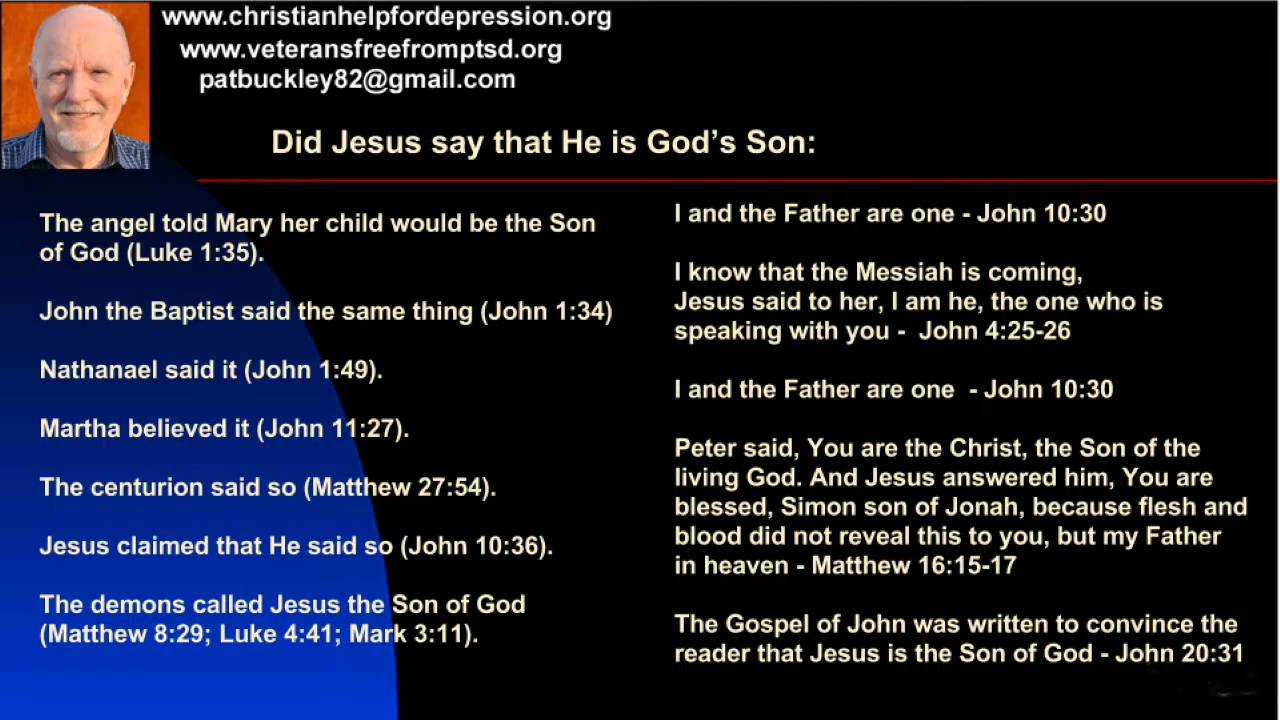 www.christianhelpfordepression.org
www.veteransfreefromptsd.org
patbuckley82@gmail.com
Did Jesus say that He is God’s Son:
The angel told Mary her child would be the Son
of God (Luke 1:35).
John the Baptist said the same thing (John 1:34)
Nathanael said it (John 1:49).
Martha believed it (John 11:27).
The centurion said so (Matthew 27:54).
Jesus claimed that He said so (John 10:36).
The demons called Jesus the Son of God
(Matthew 8:29; Luke 4:41; Mark 3:11).
I and the Father are one - John 10:30
I know that the Messiah is coming,
Jesus said to her, I am he, the one who is
speaking with you - John 4:25-26
I and the Father are one - John 10:30
Peter said, You are the Christ, the Son of the
living God. And Jesus answered him, You are
blessed, Simon son of Jonah, because flesh and
blood did not reveal this to you, but my Father
in heaven - Matthew 16:15-17
The Gospel of John was written to convince the
reader that Jesus is the Son of God - John 20:31